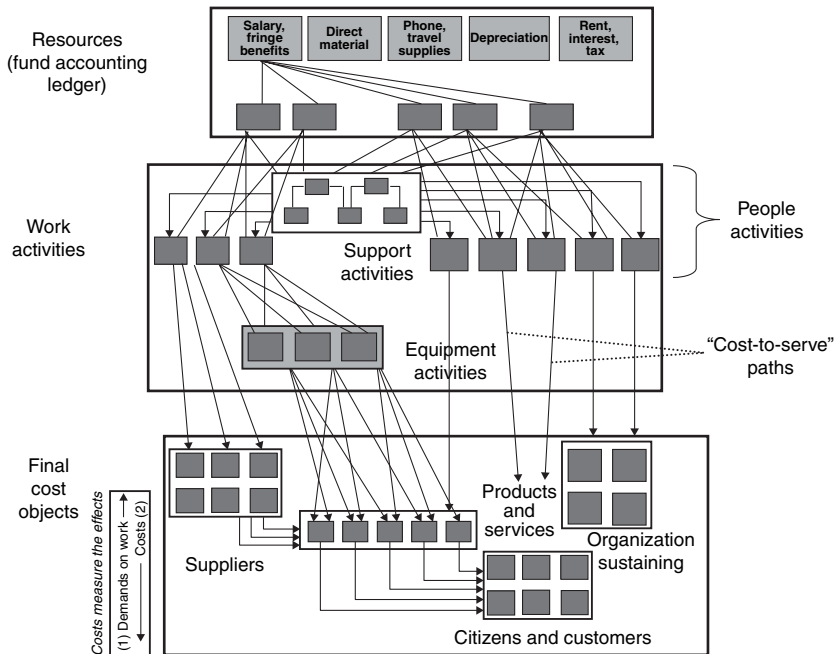 Resources
(fund accounting
ledger)
Salary,
fringe
benefits
Direct
material
Phone,
travel
supplies
Depreciation
Rent,
interest,
tax
Work
activities
Support
activities
People
activities
Equipment
activities
“Cost-to-serve”
paths
Final
cost
objects
Costs measure the effects
(1) Demands on work
Costs (2)
Suppliers
Products
and
services
Organization
sustaining
Citizens and customers